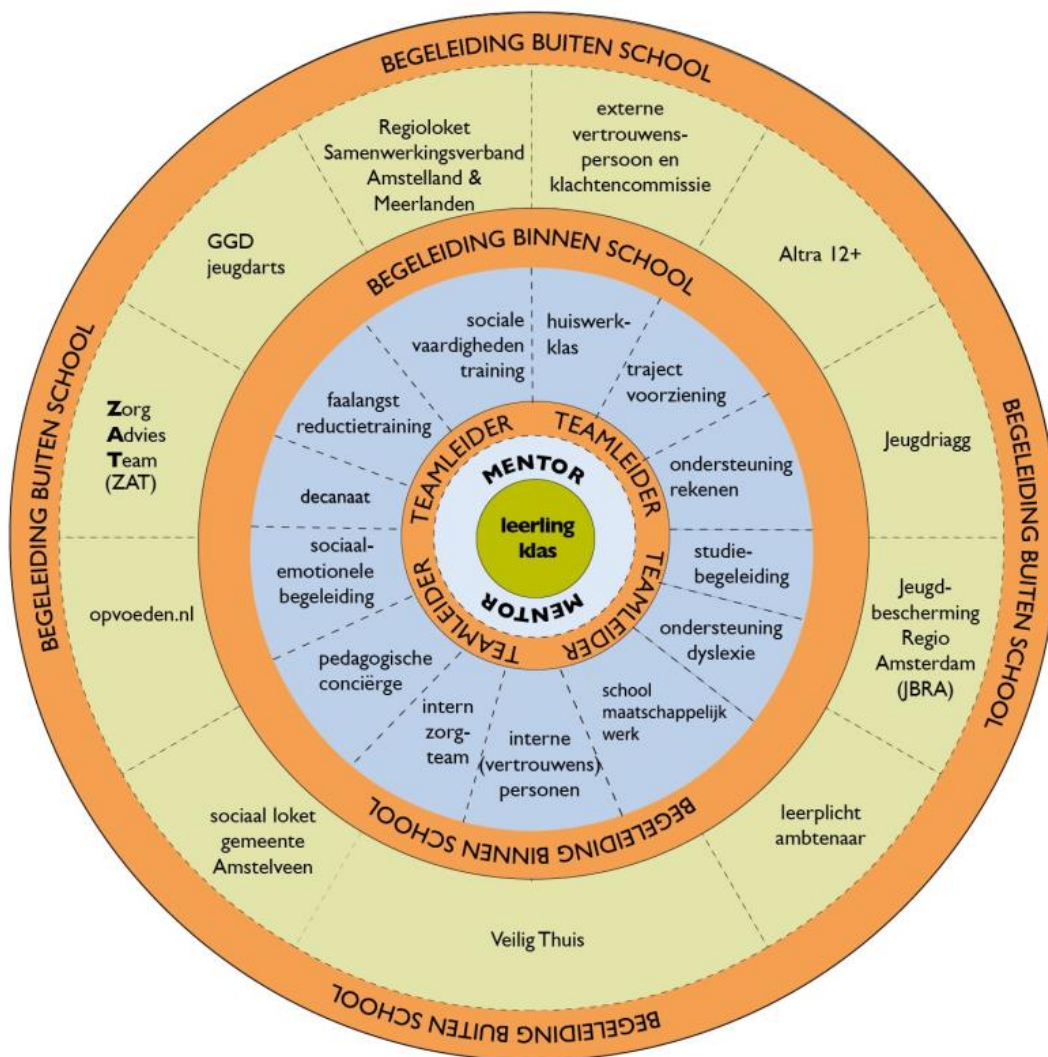 BEGELEIDING BUITEN SCHOOL
externe
vertrouwens-
persoon en
klachtencommissie
Altra 12+
Jeugdriagg
BEGELEIDING BUITEN SCHOOL
Jeugd-
bescherming
Regio
Amsterdam
(JBRA)
leerplicht
ambtenaar
Veilig Thuis
BEGELEIDING BUITEN SCHOOL
sociaal loket
gemeente
Amstelveen
opvoeden.nl
BEGELEIDING BUITEN SCHOOL
Zorg
Advies
Team
(ZAT)
GGD
jeugdarts
Regioloket
Samenwerkingsverband
Amstelland &
Meerlanden
BEGELEIDING BINNEN SCHOOL
huiswerk-
klas
traject
voorziening
ondersteuning
rekenen
studie-
begeleiding
ondersteuning
dyslexie
school
maatschappelijk
werk
interne
(vertrouwens)
personen
intern
zorg-
team
pedagogische
conciërge
sociaal-
emotionele
begeleiding
decanaat
faalangst
reductietraining
sociale
vaardigheden
training
BEGELEIDING BINNEN SCHOOL
TEAMLEIDER
TEAMLEIDER
TEAMLEIDER
TEAMLEIDER
MENTOR
leerling
klas
MENTOR